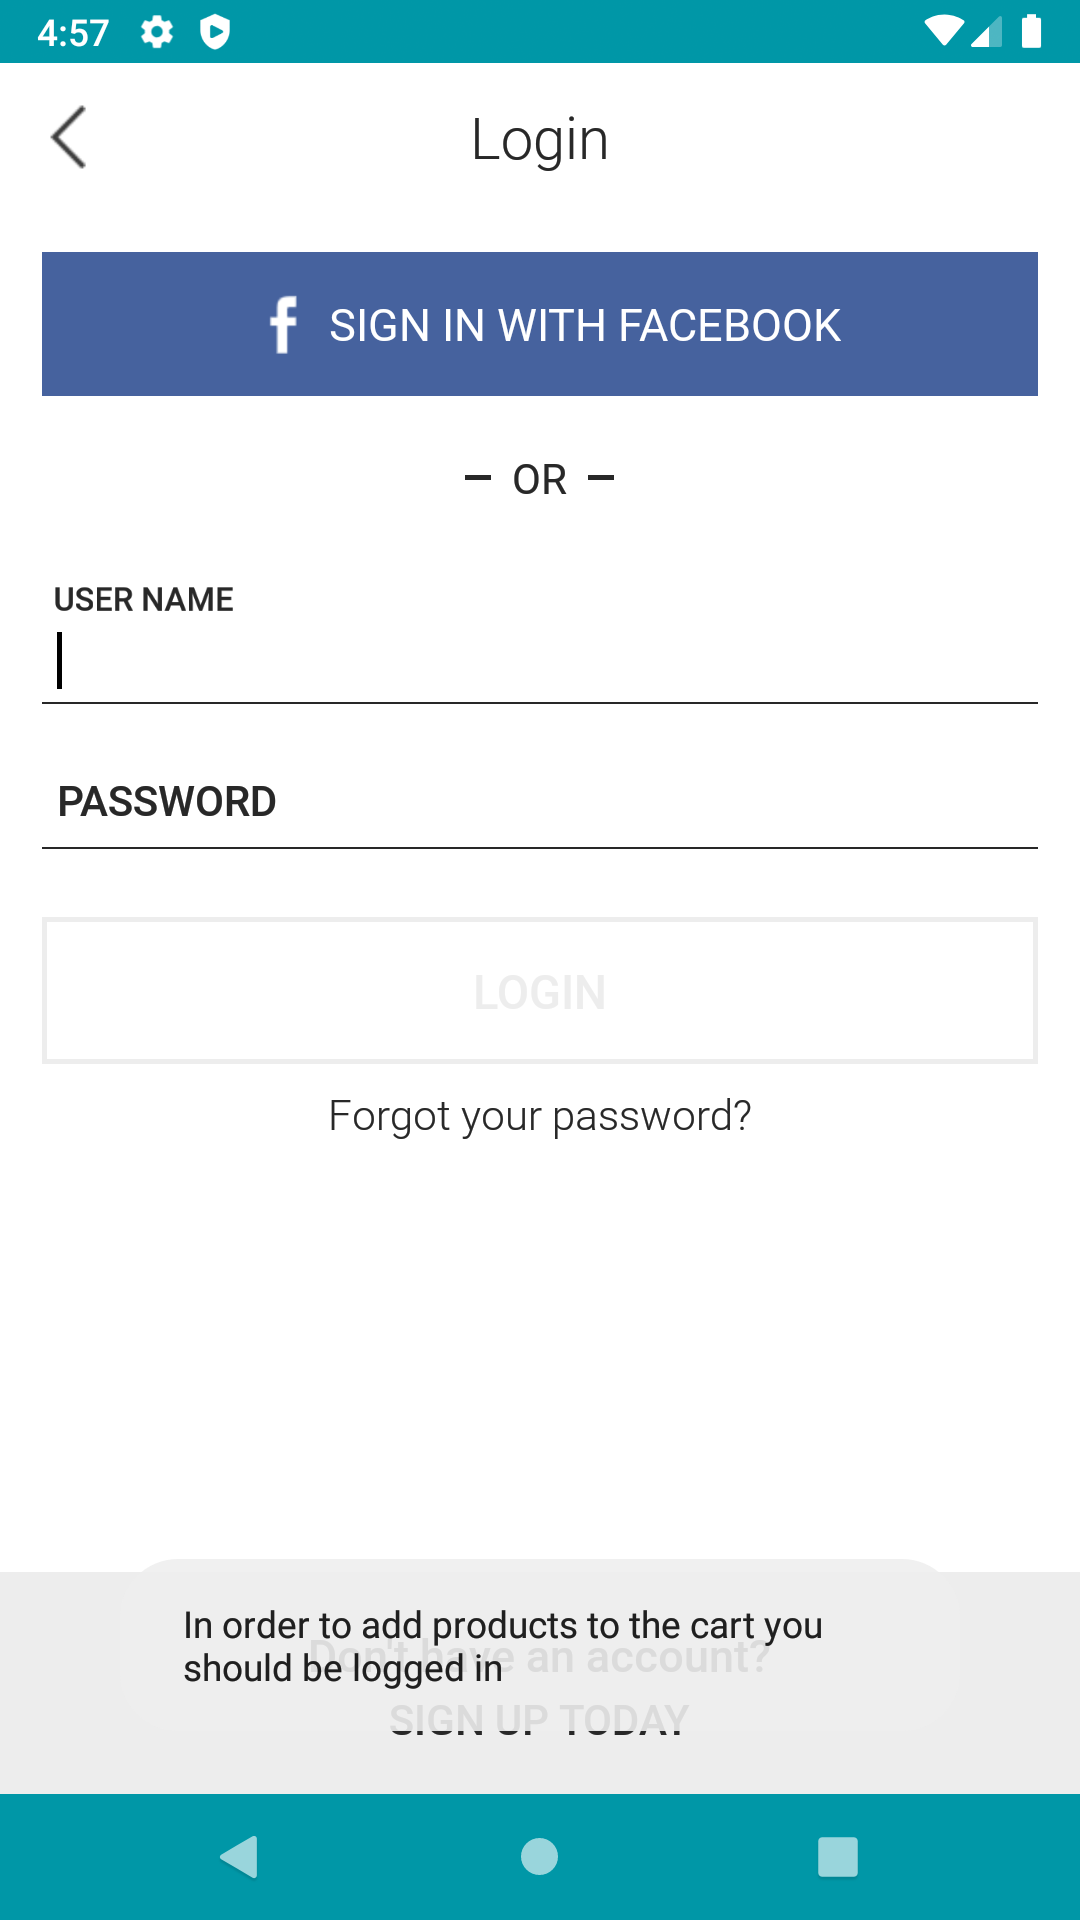 4:57
Login
f SIGN IN WITH FACEBOOK
– OR –
USER NAME
PASSWORD
LOGIN
Forgot your password?
In order to add products to the cart you
should be logged in
Don't have an account?
SIGN UP TODAY